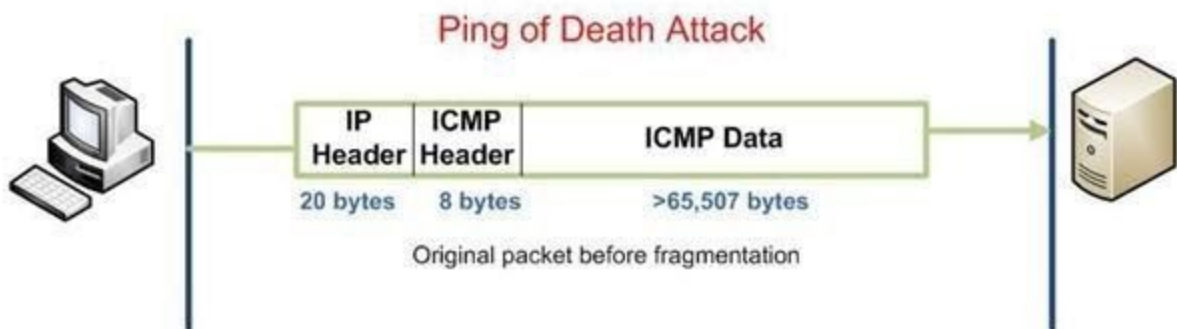 Ping of Death Attack
IP Header
ICMP Header
ICMP Data
20 bytes
8 bytes
>65,507 bytes
Original packet before fragmentation